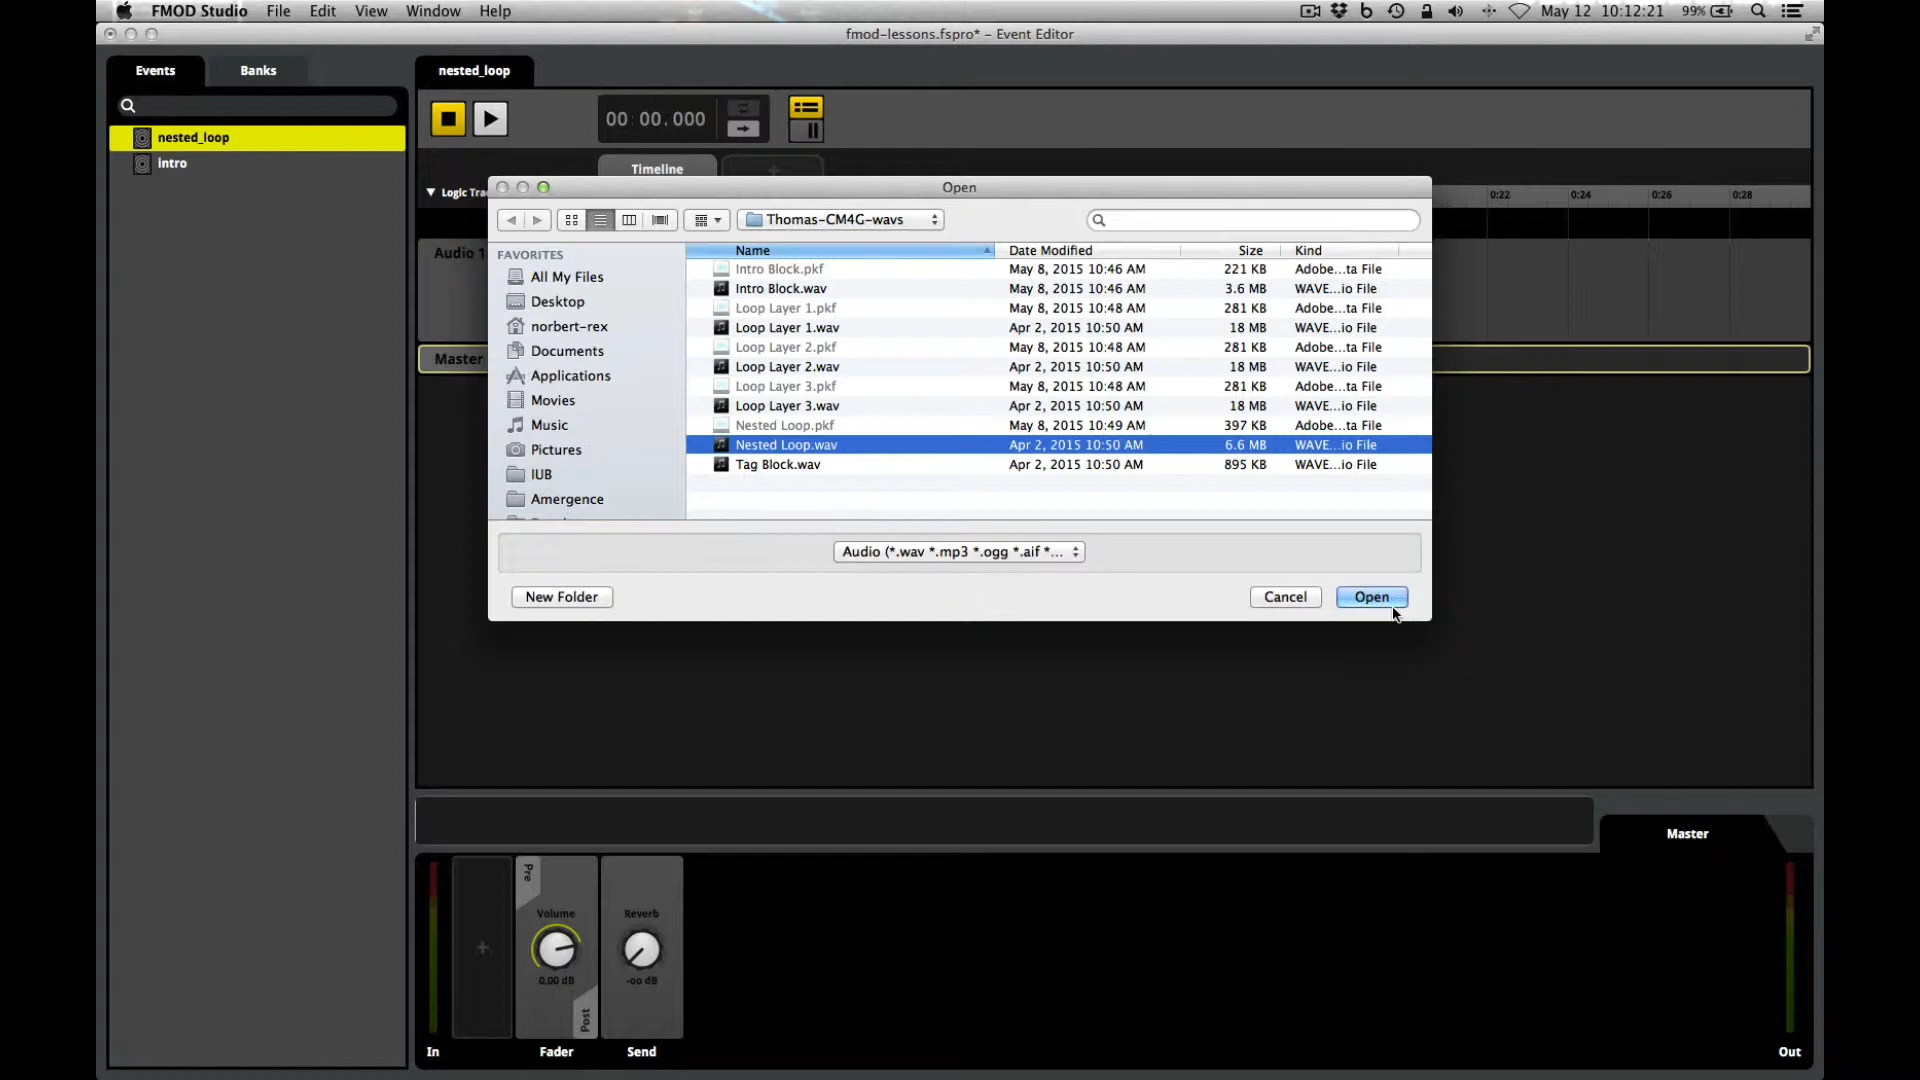 FMOD Studio File Edit View Window Help May 12 10:12:21 99%
fmod-lessons.fspro* – Event Editor
Events Banks nested_loop
nested_loop
intro
00 00.000
Timeline
Logic Tra
0:22 0:24 0:26 0:28
Audio 1
Master
Open
Thomas-CM4G-wavs
FAVORITES
All My Files
Desktop
norbert-rex
Documents
Applications
Movies
Music
Pictures
IUB
Amergence
Name Date Modified Size Kind
Intro Block.pkf May 8, 2015 10:46 AM 221 KB Adobe...ta File
Intro Block.wav May 8, 2015 10:46 AM 3.6 MB WAVE...io File
Loop Layer 1.pkf May 8, 2015 10:48 AM 281 KB Adobe...ta File
Loop Layer 1.wav Apr 2, 2015 10:50 AM 18 MB WAVE...io File
Loop Layer 2.pkf May 8, 2015 10:48 AM 281 KB Adobe...ta File
Loop Layer 2.wav Apr 2, 2015 10:50 AM 18 MB WAVE...io File
Loop Layer 3.pkf May 8, 2015 10:48 AM 281 KB Adobe...ta File
Loop Layer 3.wav Apr 2, 2015 10:50 AM 18 MB WAVE...io File
Nested Loop.pkf May 8, 2015 10:49 AM 397 KB Adobe...ta File
Nested Loop.wav Apr 2, 2015 10:50 AM 6.6 MB WAVE...io File
Tag Block.wav Apr 2, 2015 10:50 AM 895 KB WAVE...io File
Audio (*.wav *.mp3 *.ogg *.aif *...
New Folder Cancel Open
Master
Pre
Volume
0.00 dB
Post
Reverb
-oo dB
In Fader Send Out